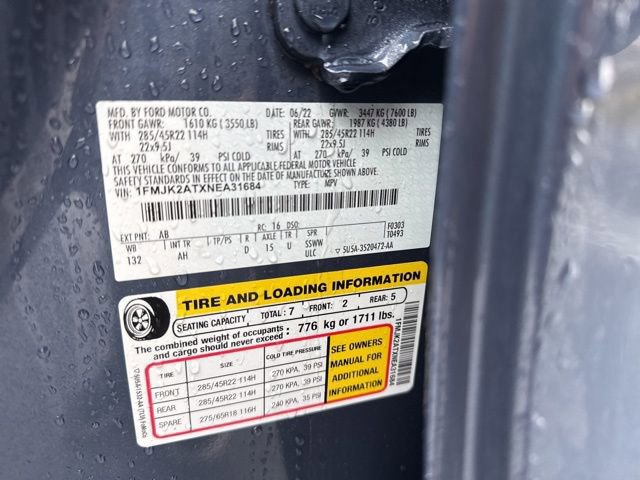 MFD. BY FORD MOTOR CO. DATE: 06/22 GVWR: 3447 KG (7600 LB)
FRONT GAWR: 1610 KG (3550 LB) REAR GAWR: 1987 KG (4380 LB)
WITH 285/45R22 114H TIRES 285/45R22 114H TIRES
22x9.5J RIMS 22x9.5J RIMS
AT 270 kPa/ 39 PSI COLD AT 270 kPa/ 39 PSI COLD
THIS VEHICLE CONFORMS TO ALL APPLICABLE FEDERAL MOTOR VEHICLE
SAFETY STANDARDS IN EFFECT ON THE DATE OF MANUFACTURE SHOWN ABOVE.
VIN: 1FMJK2ATXNEA31684 TYPE: MPV
F0303
T0493
EXT PNT: AB RC: 16 DSO:
WB INT TR TP/PS R AXLE TR SPR
132 AH D 15 U SSWW
ULC ▽ 5U5A-3520472-AA
TIRE AND LOADING INFORMATION
SEATING CAPACITY TOTAL: 7 FRONT: 2 REAR: 5
The combined weight of occupants
and cargo should never exceed: 776 kg or 1711 lbs.
TIRE SIZE COLD TIRE PRESSURE
FRONT 285/45R22 114H 270 KPA, 39 PSI
REAR 285/45R22 114H 270 KPA, 39 PSI
SPARE 275/65R18 116H 240 KPA, 35 PSI
SEE OWNERS
MANUAL FOR
ADDITIONAL
INFORMATION
1FMJK2ATXNEA31684